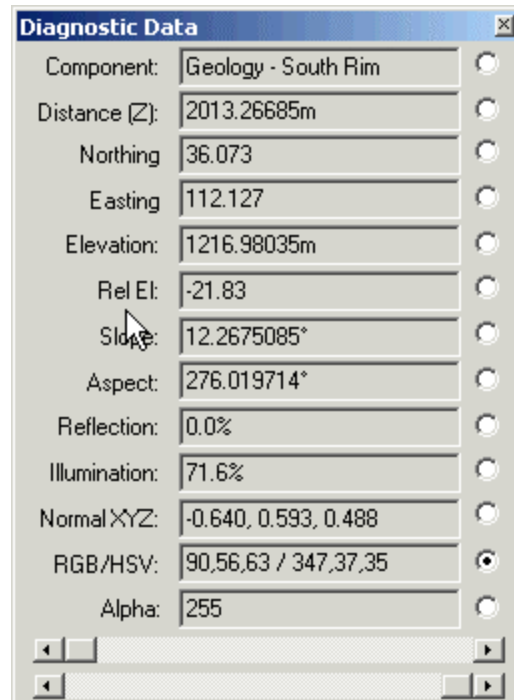 Diagnostic Data
Component: Geology - South Rim
Distance (Z): 2013.26685m
Northing 36.073
Easting 112.127
Elevation: 1216.98035m
Rel El: -21.83
Slope: 12.2675085°
Aspect: 276.019714°
Reflection: 0.0%
Illumination: 71.6%
Normal XYZ: -0.640, 0.593, 0.488
RGB/HSV: 90,56,63 / 347,37,35
Alpha: 255